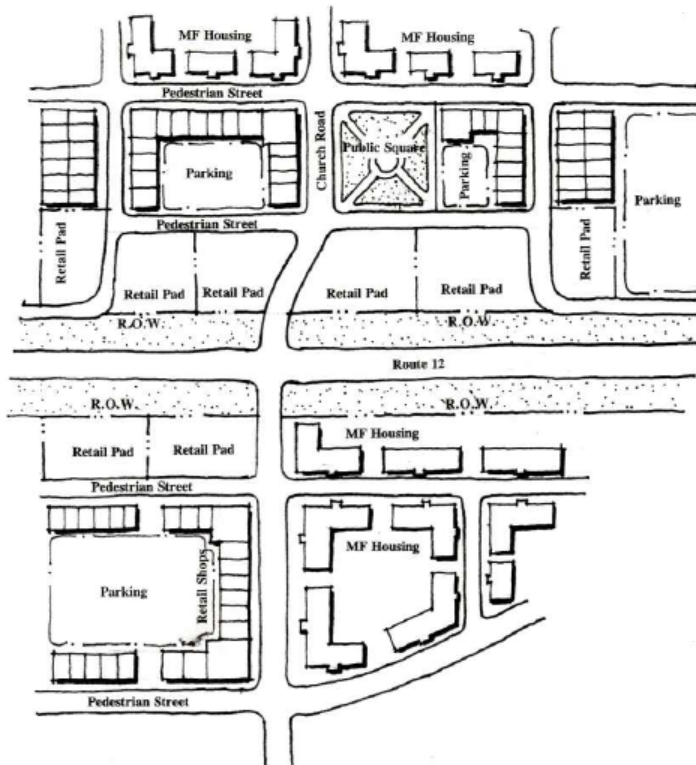 MF Housing
MF Housing
Pedestrian Street
Church Road
Public Square
Parking
Parking
Parking
Pedestrian Street
Retail Pad
Retail Pad
Retail Pad
Retail Pad
Retail Pad
Retail Pad
R.O.W.
R.O.W.
Route 12
R.O.W.
R.O.W.
MF Housing
Retail Pad
Retail Pad
Pedestrian Street
MF Housing
Retail Shops
Parking
Pedestrian Street